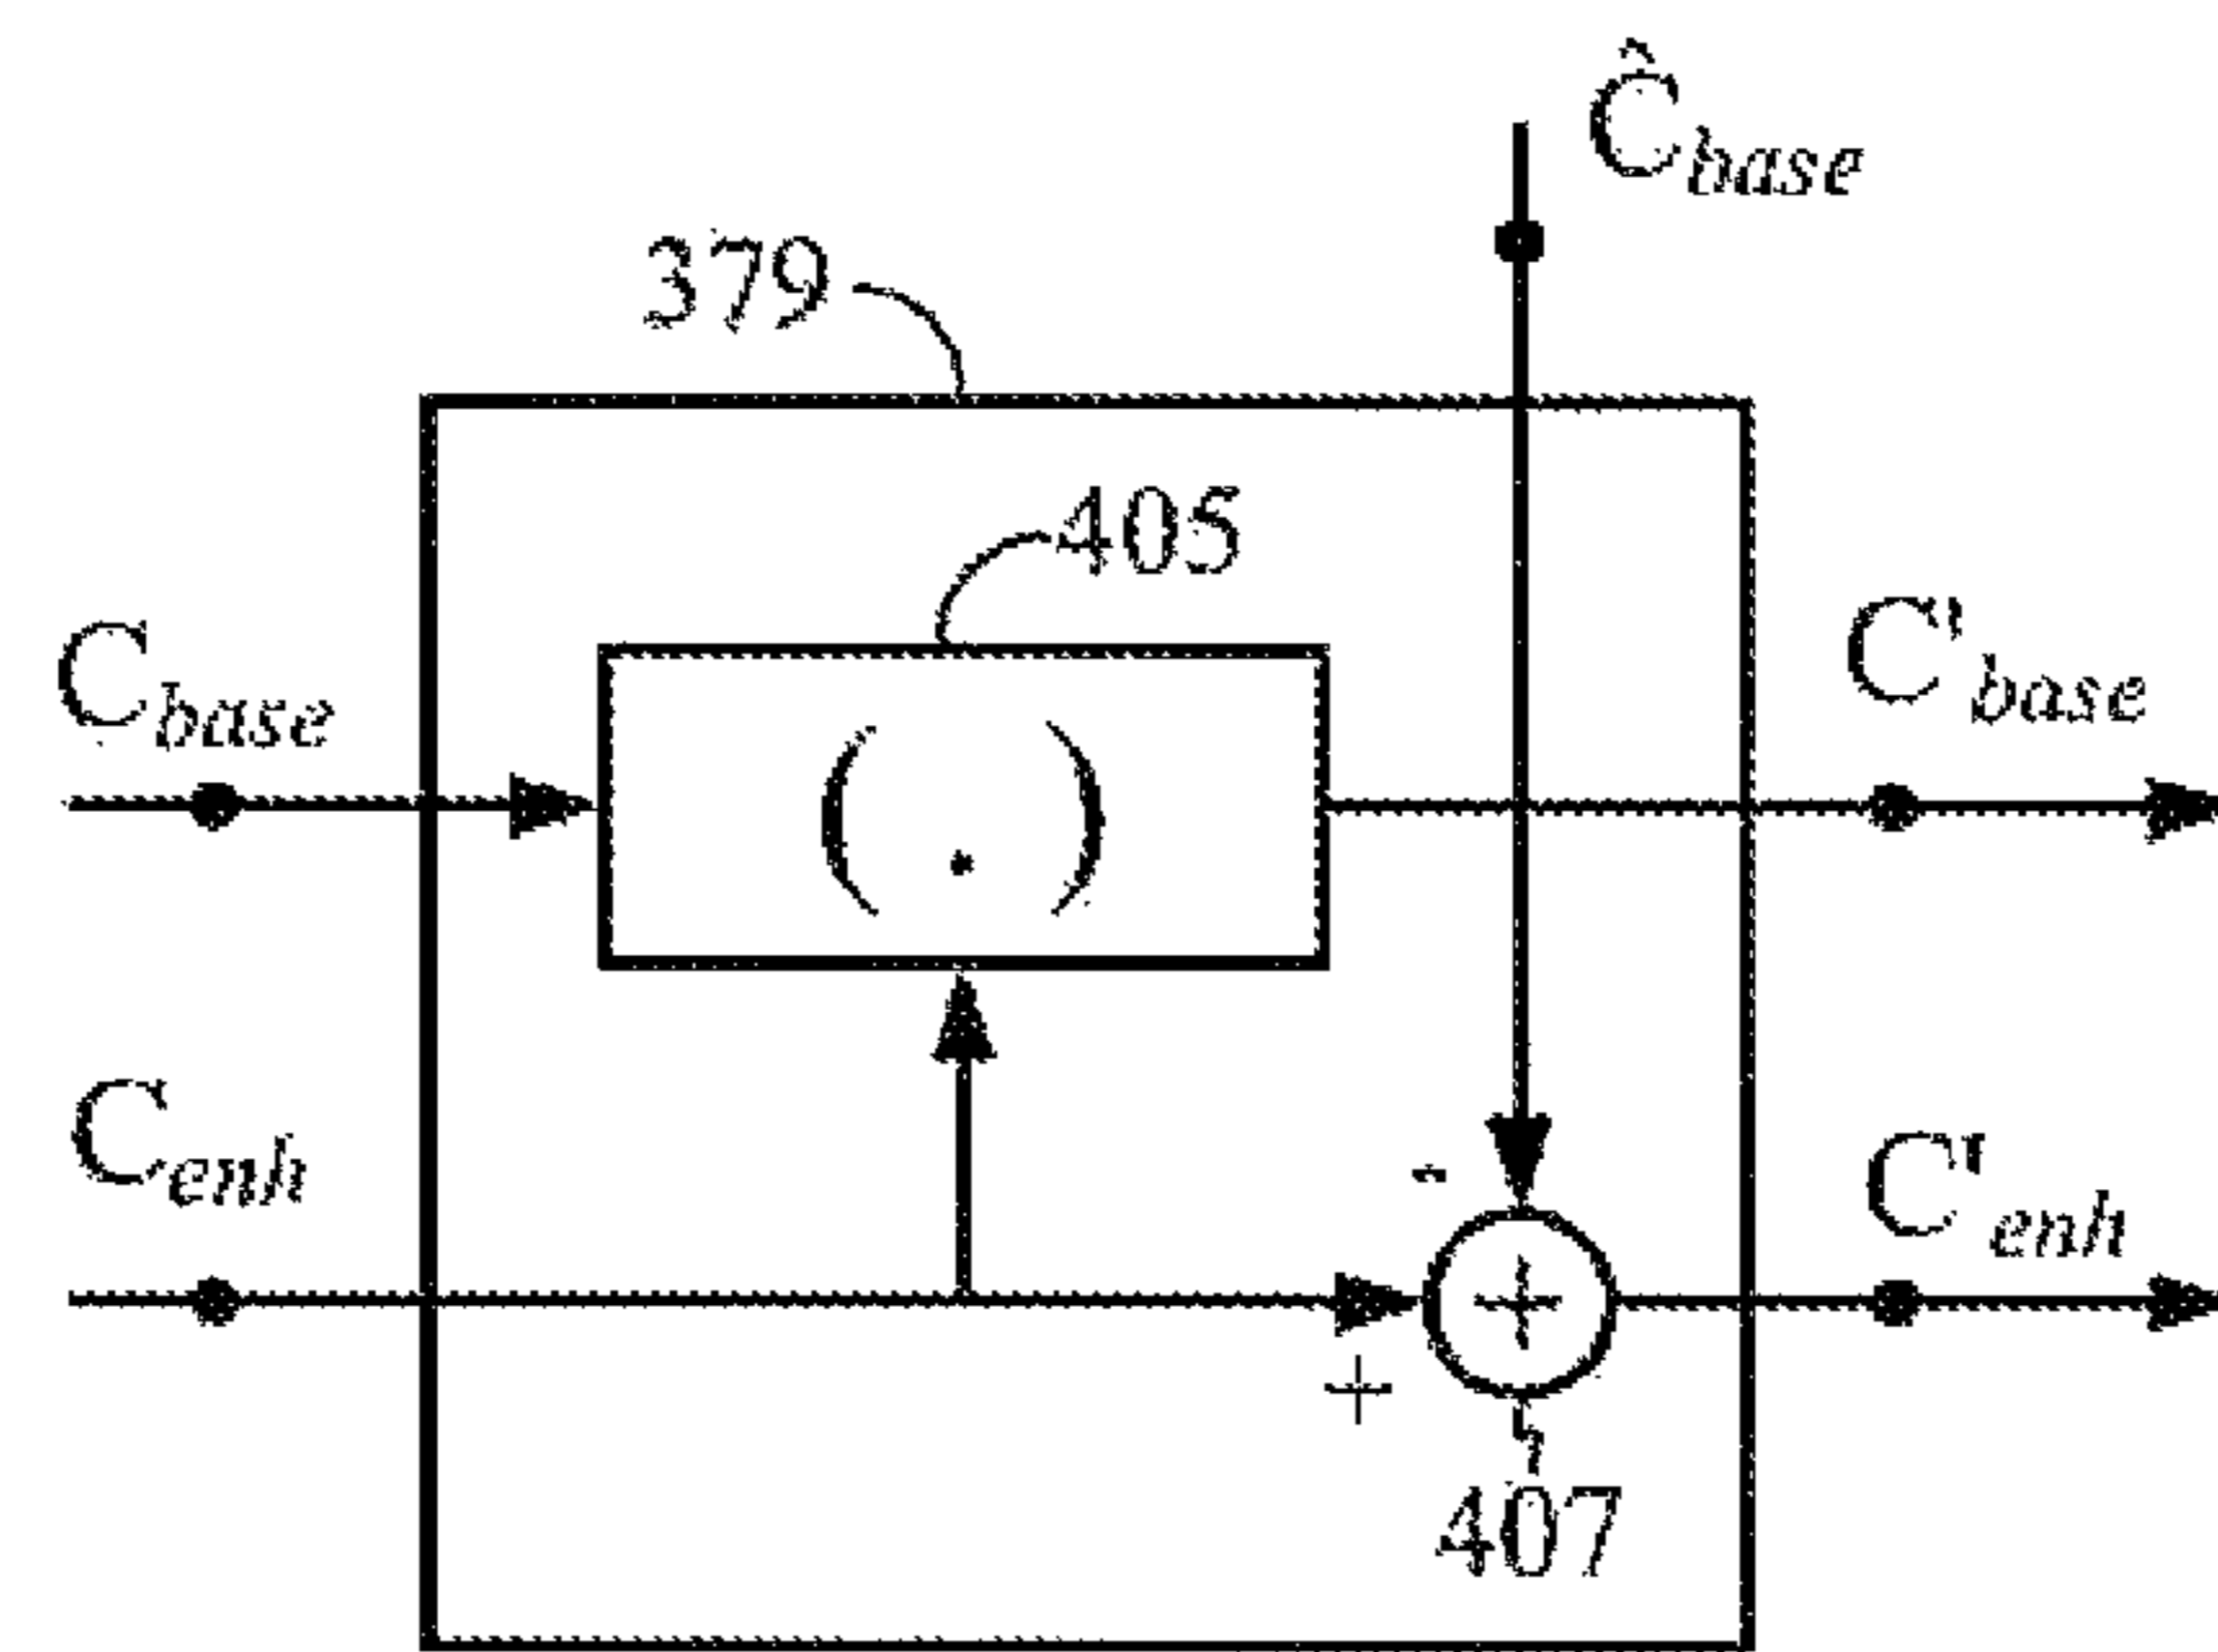 Ĉbase
379
405
Cbase
C'base
( . )
Cenh
-
C'enh
+
+
407